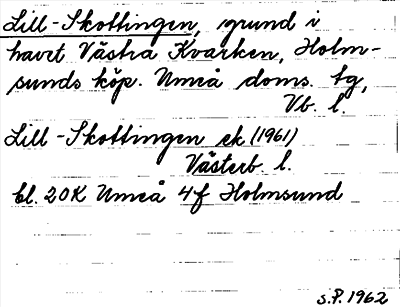 Lill-Skottingen, grund i
havet Västra Kvarken, Holm-
sunds köp. Umeå doms. tg,
Vb. l.
Lill-Skottingen ek (1961)
Västerb. l.
bl. 20K Umeå 4f Holmsund
S.P. 1962